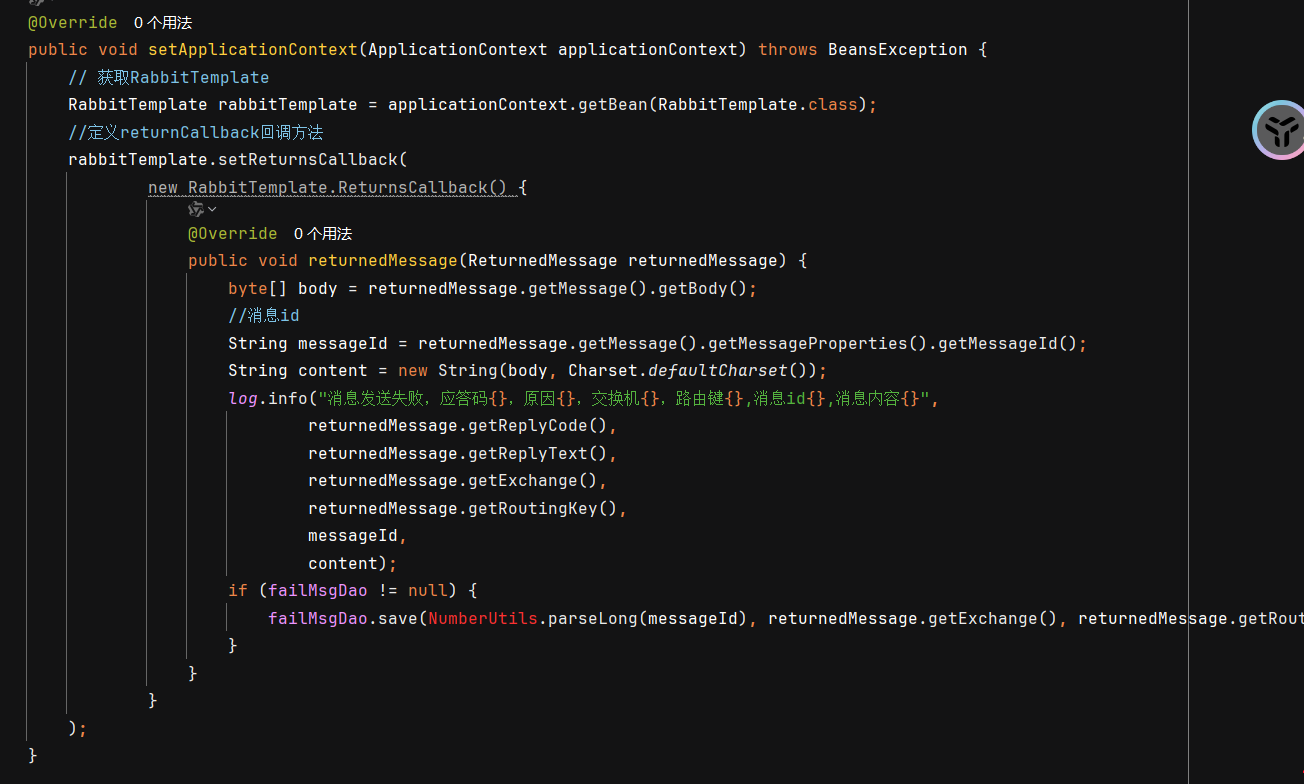 @Override 0 个用法
public void setApplicationContext(ApplicationContext applicationContext) throws BeansException {
// 获取RabbitTemplate
RabbitTemplate rabbitTemplate = applicationContext.getBean(RabbitTemplate.class);
//定义returnCallback回调方法
rabbitTemplate.setReturnsCallback(
new RabbitTemplate.ReturnsCallback() {
@Override 0 个用法
public void returnedMessage(ReturnedMessage returnedMessage) {
byte[] body = returnedMessage.getMessage().getBody();
//消息id
String messageId = returnedMessage.getMessage().getMessageProperties().getMessageId();
String content = new String(body, Charset.defaultCharset());
log.info("消息发送失败，应答码{}，原因{}，交换机{}，路由键{},消息id{},消息内容{}",
returnedMessage.getReplyCode(),
returnedMessage.getReplyText(),
returnedMessage.getExchange(),
returnedMessage.getRoutingKey(),
messageId,
content);
if (failMsgDao != null) {
failMsgDao.save(NumberUtils.parseLong(messageId), returnedMessage.getExchange(), returnedMessage.getRout
}
}
}
);
}